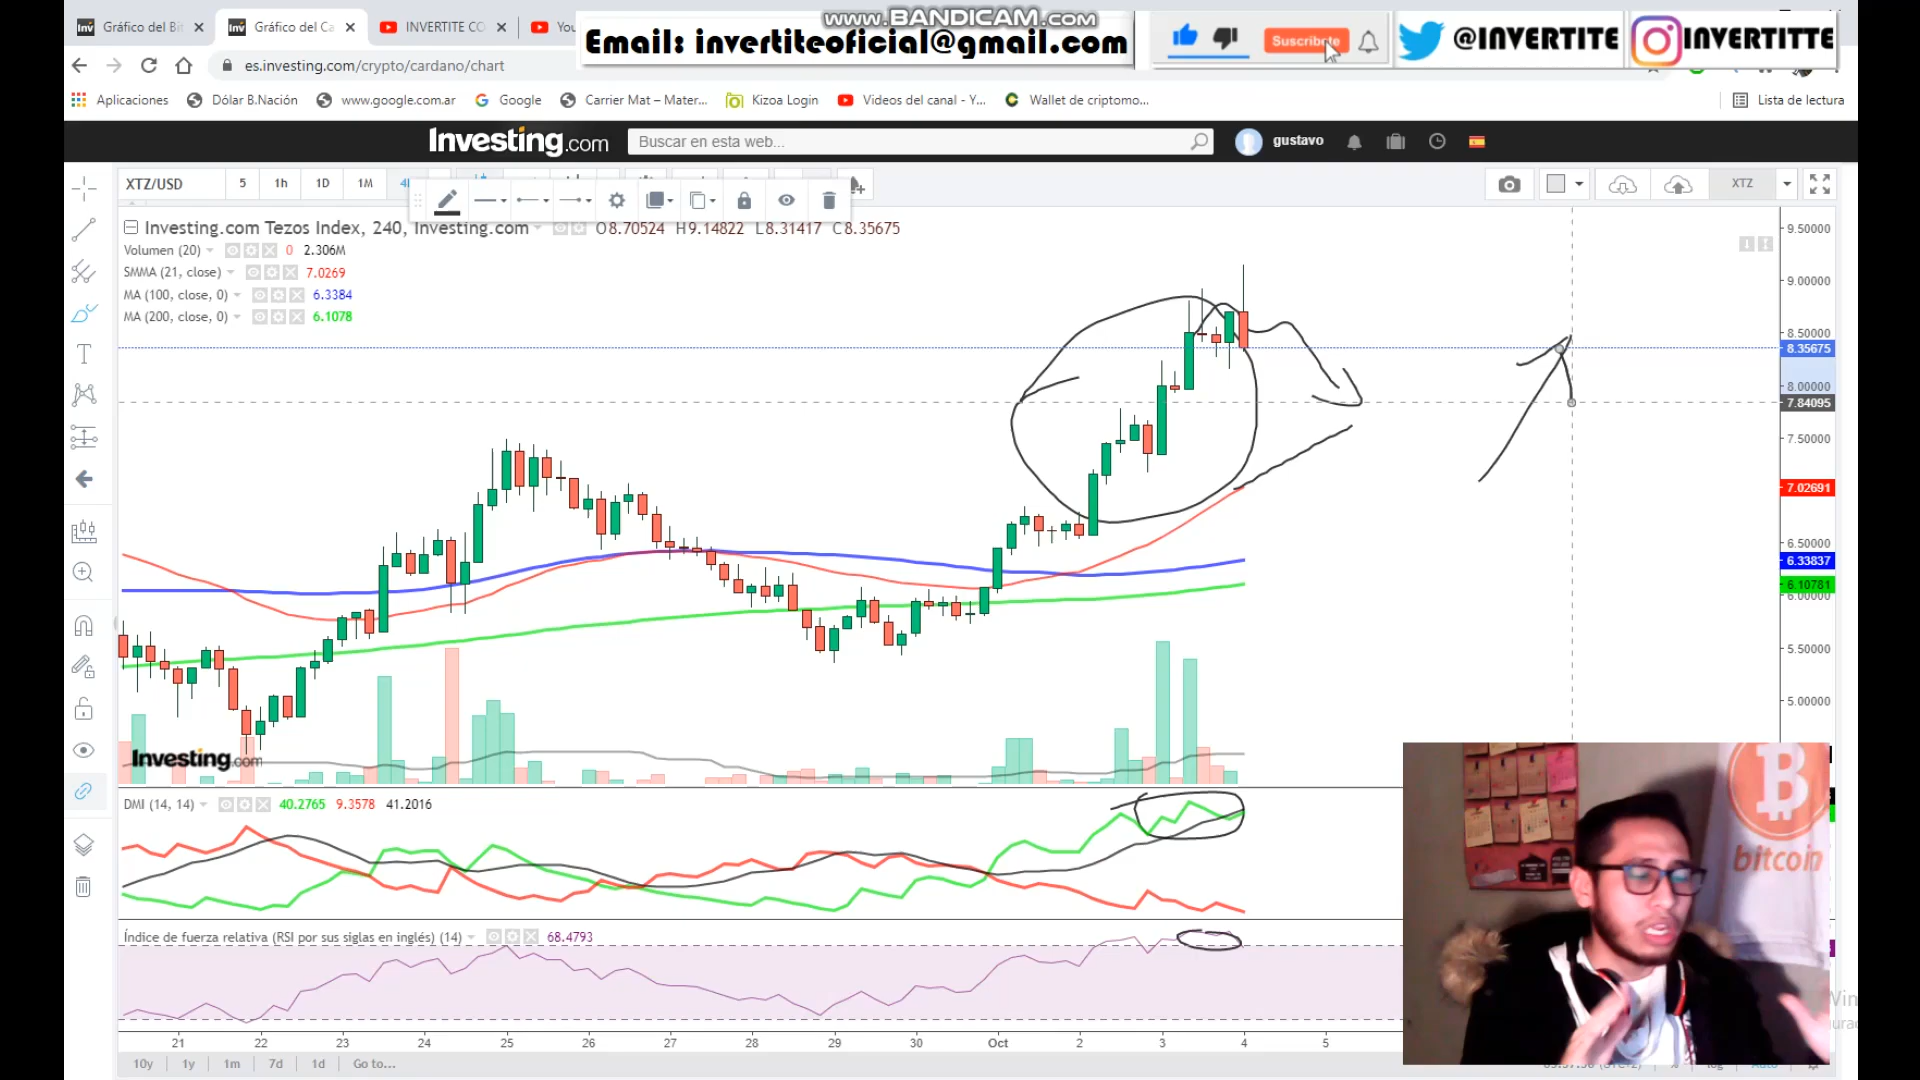 www.BANDICAM.com
Gráfico del Bi
Gráfico del Ca
INVERTITE CO
You
Email: invertiteoficial@gmail.com
Suscribete
@INVERTITE
INVERTITTE
es.investing.com/crypto/cardano/chart
Aplicaciones
Dólar B.Nación
www.google.com.ar
Google
Carrier Mat – Mater...
Kizoa Login
Videos del canal - Y...
Wallet de criptomo...
Lista de lectura
Investing.com
Buscar en esta web...
gustavo
XTZ/USD
5
1h
1D
1M
XTZ
Investing.com Tezos Index, 240, Investing.com
O8.70524 H9.14822 L8.31417 C8.35675
Volumen (20)
0 2.306M
SMMA (21, close)
7.0269
MA (100, close, 0)
6.3384
MA (200, close, 0)
6.1078
9.50000
9.00000
8.50000
8.35675
8.00000
7.84095
7.50000
7.02691
6.50000
6.33837
6.10781
6.00000
5.50000
5.00000
Investing.com
DMI (14, 14)
40.2765 9.3578 41.2016
Índice de fuerza relativa (RSI por sus siglas en inglés) (14)
68.4793
21
22
23
24
25
26
27
28
29
30
Oct
2
3
4
5
10y
1y
1m
7d
1d
Go to...
bitcoin